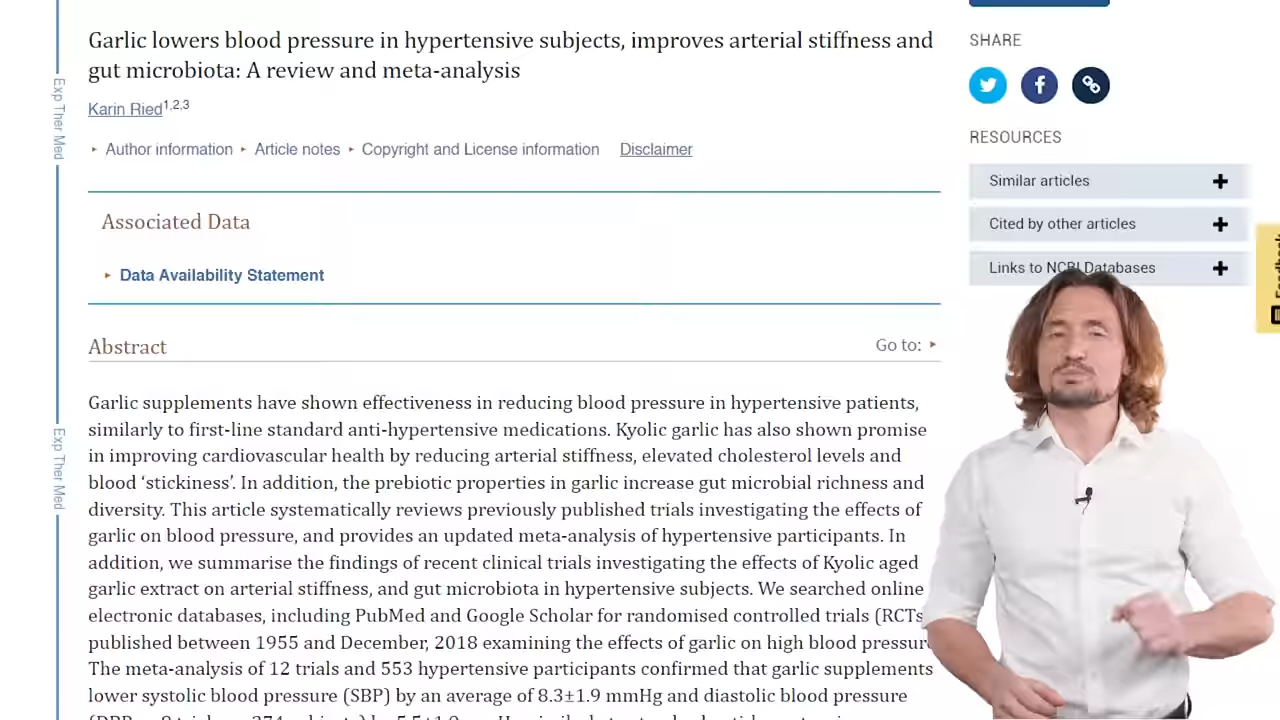 Garlic lowers blood pressure in hypertensive subjects, improves arterial stiffness and
gut microbiota: A review and meta-analysis
Karin Ried1,2,3
Author information
Article notes
Copyright and License information
Disclaimer
Associated Data
Data Availability Statement
Abstract
Go to:
Garlic supplements have shown effectiveness in reducing blood pressure in hypertensive patients,
similarly to first-line standard anti-hypertensive medications. Kyolic garlic has also shown promise
in improving cardiovascular health by reducing arterial stiffness, elevated cholesterol levels and
blood ‘stickiness’. In addition, the prebiotic properties in garlic increase gut microbial richness and
diversity. This article systematically reviews previously published trials investigating the effects of
garlic on blood pressure, and provides an updated meta-analysis of hypertensive participants. In
addition, we summarise the findings of recent clinical trials investigating the effects of Kyolic aged
garlic extract on arterial stiffness, and gut microbiota in hypertensive subjects. We searched online
electronic databases, including PubMed and Google Scholar for randomised controlled trials (RCTs
published between 1955 and December, 2018 examining the effects of garlic on high blood pressure
The meta-analysis of 12 trials and 553 hypertensive participants confirmed that garlic supplements
lower systolic blood pressure (SBP) by an average of 8.3±1.9 mmHg and diastolic blood pressure
Exp Ther Med
Exp Ther Med
SHARE
RESOURCES
Similar articles
Cited by other articles
Links to NCBI Databases
Feedback